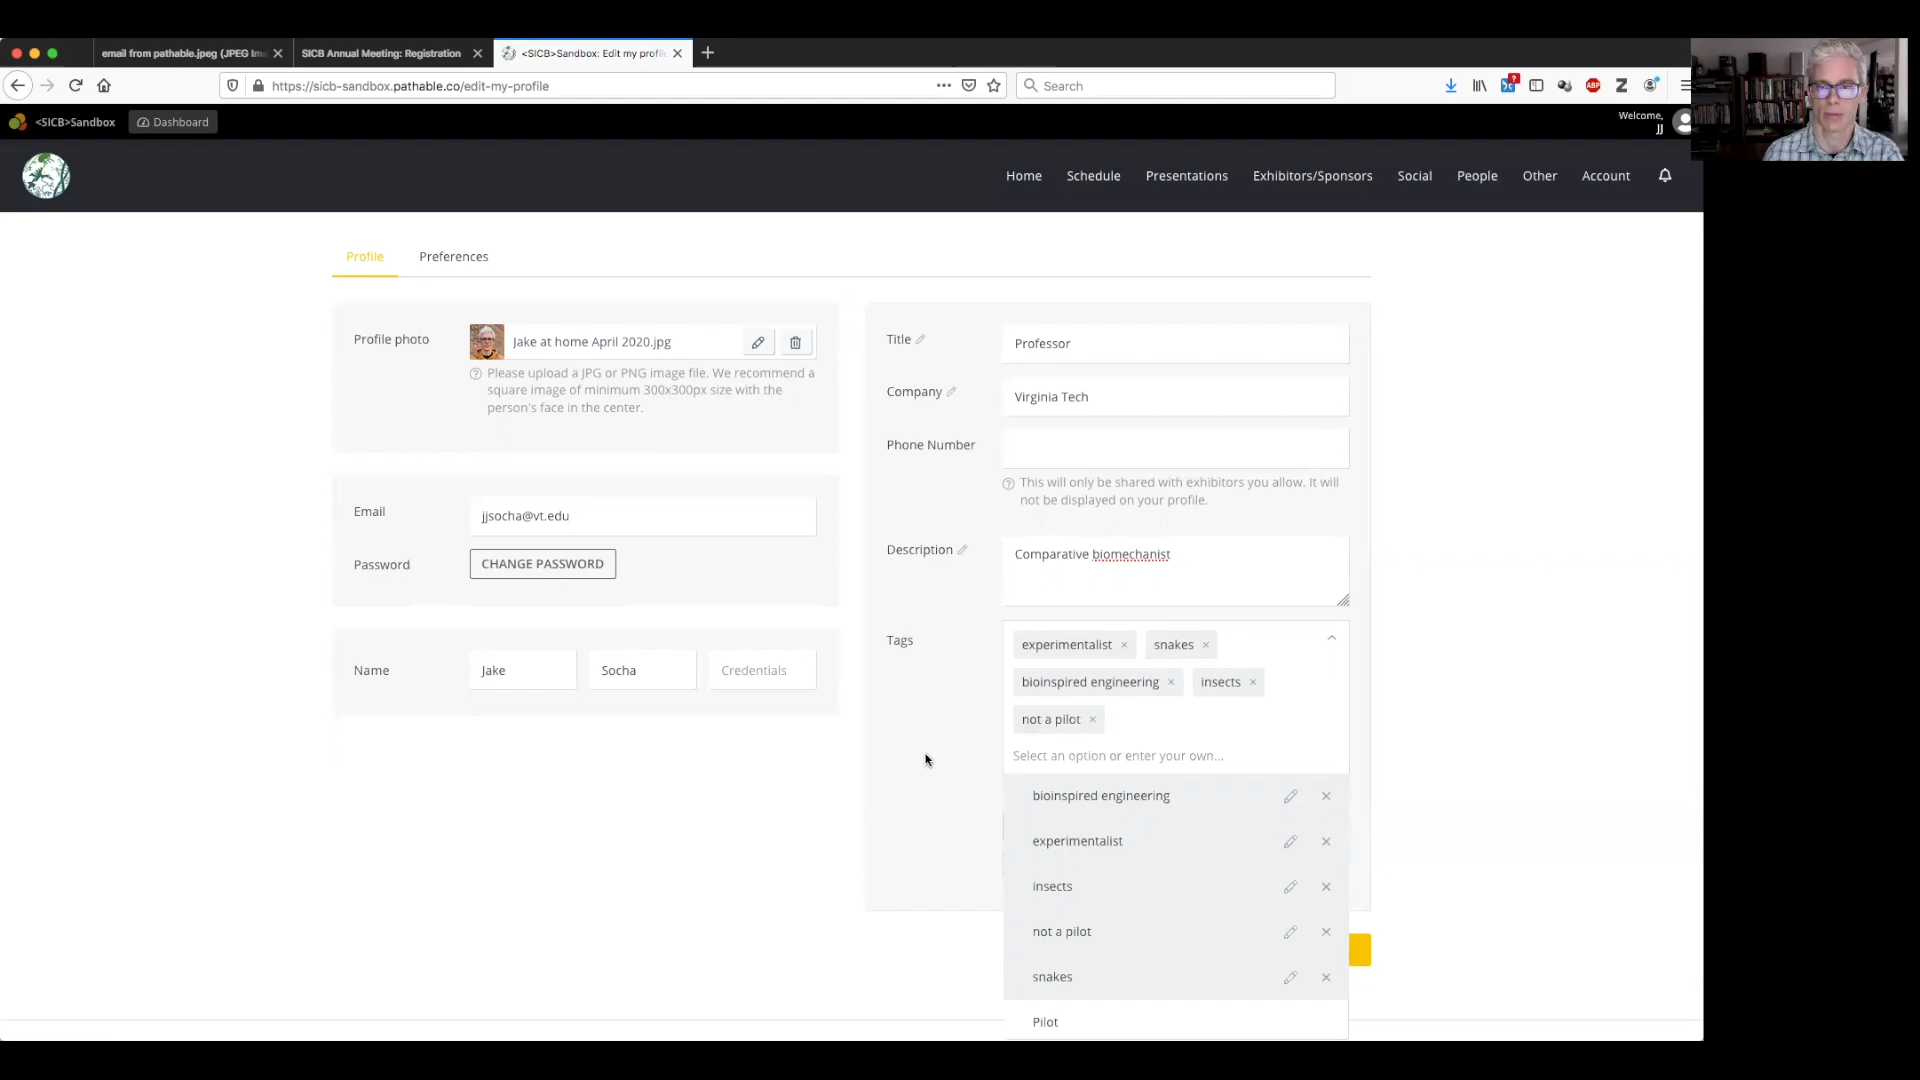 email from pathable.jpeg (JPEG Im
SICB Annual Meeting: Registration
<SICB>Sandbox: Edit my profil
https://sicb-sandbox.pathable.co/edit-my-profile
Search
?
ABP
Z
<SICB>Sandbox
Dashboard
Welcome,
JJ
Home
Schedule
Presentations
Exhibitors/Sponsors
Social
People
Other
Account
Profile
Preferences
Profile photo
Jake at home April 2020.jpg
Please upload a JPG or PNG image file. We recommend a
square image of minimum 300x300px size with the
person's face in the center.
Email
jjsocha@vt.edu
Password
CHANGE PASSWORD
Name
Jake
Socha
Credentials
Title
Professor
Company
Virginia Tech
Phone Number
This will only be shared with exhibitors you allow. It will
not be displayed on your profile.
Description
Comparative biomechanist
Tags
experimentalist ×
snakes ×
bioinspired engineering ×
insects ×
not a pilot ×
Select an option or enter your own...
bioinspired engineering
experimentalist
insects
not a pilot
snakes
Pilot